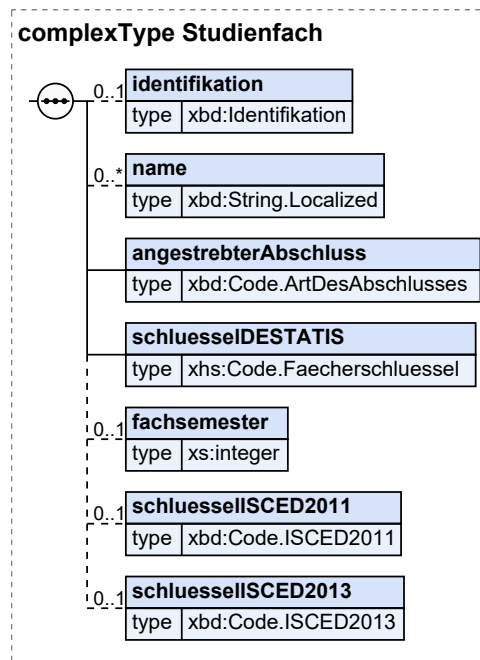 complexType Studienfach
0..1 identifikation
type xbd:Identifikation
0..* name
type xbd:String.Localized
angestrebterAbschluss
type xbd:Code.ArtDesAbschlusses
schluesselDESTATIS
type xhs:Code.Faecherschluessel
0..1 fachsemester
type xs:integer
0..1 schluesselISCED2011
type xbd:Code.ISCED2011
0..1 schluesselISCED2013
type xbd:Code.ISCED2013